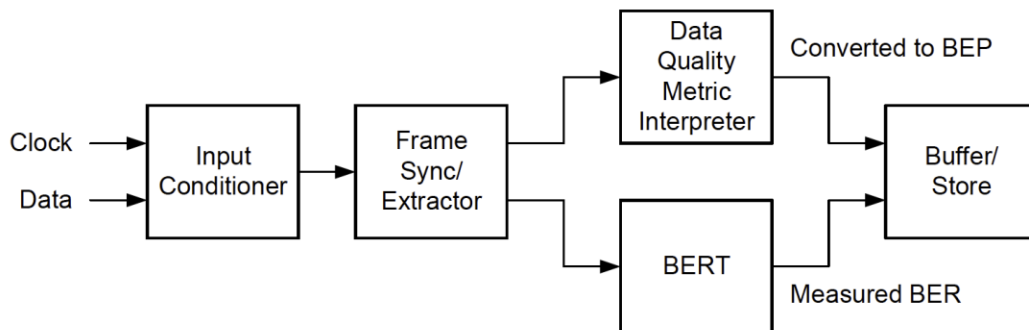 Clock
Data
Input
Conditioner
Frame
Sync/
Extractor
Data
Quality
Metric
Interpreter
BERT
Converted to BEP
Measured BER
Buffer/
Store